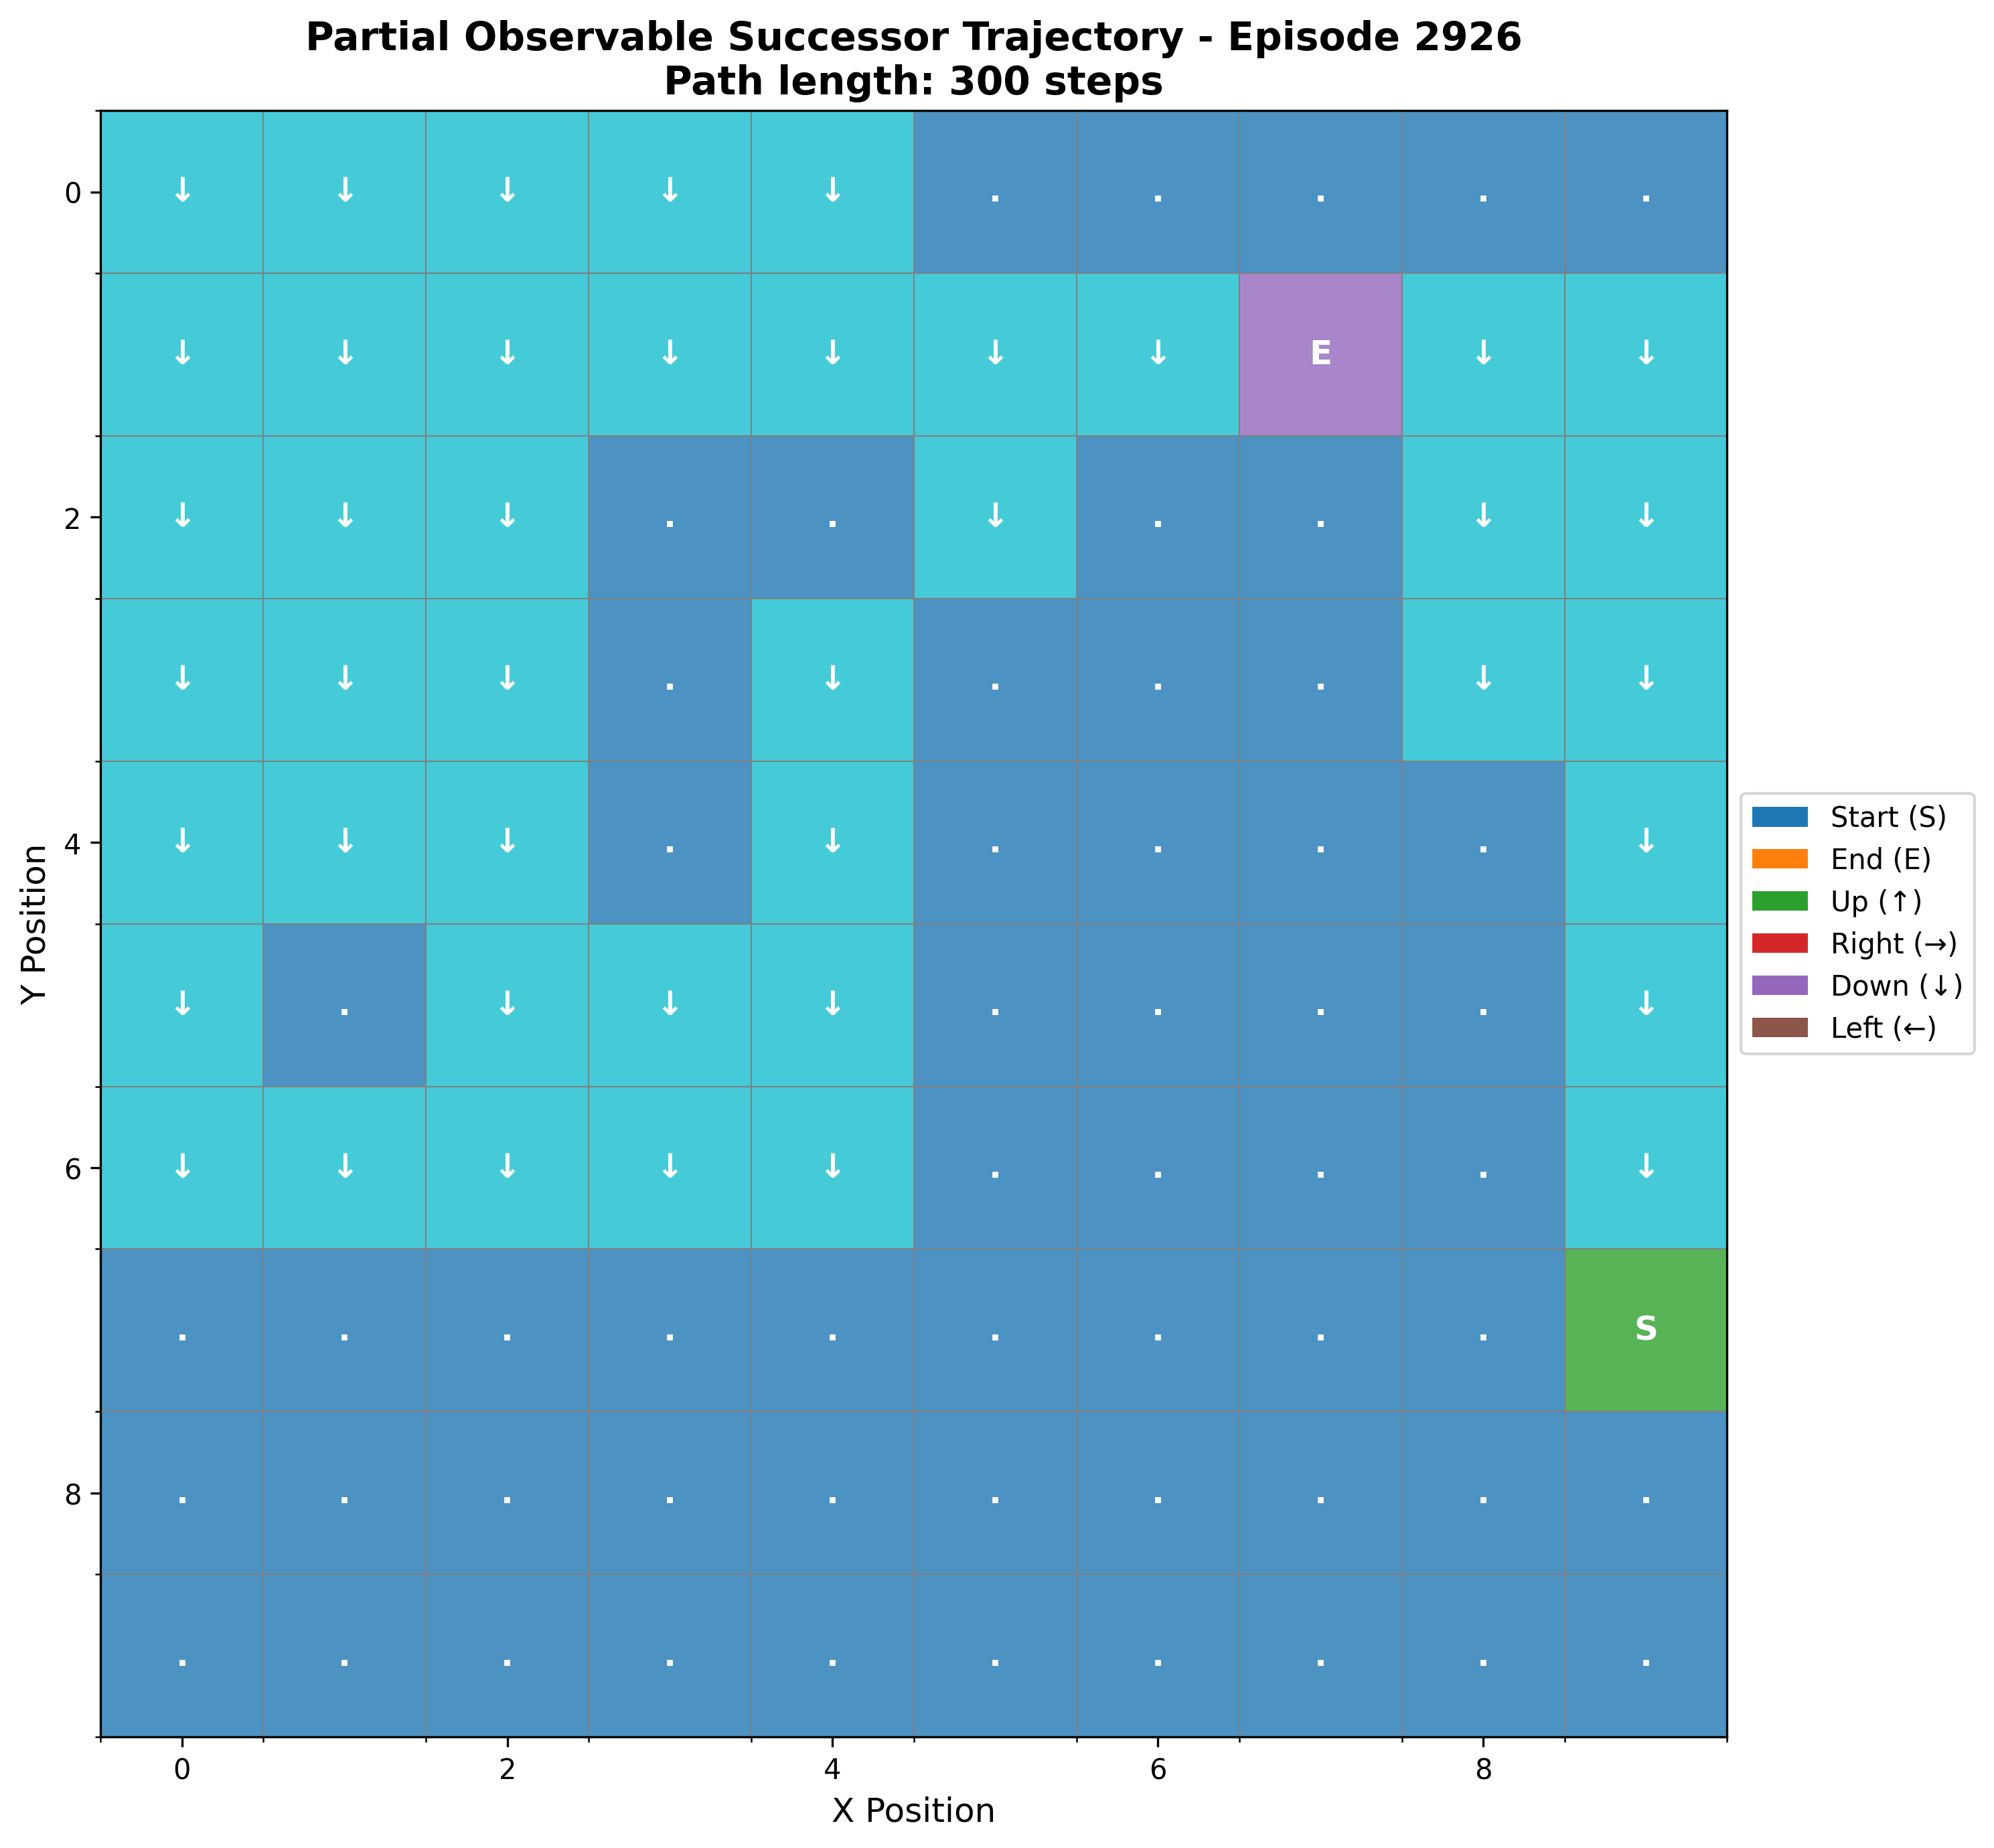 Partial Observable Successor Trajectory - Episode 2926
Path length: 300 steps
0 ↓ ↓ ↓ ↓ ↓ . . . . .
↓ ↓ ↓ ↓ ↓ ↓ ↓ E ↓ ↓
2 ↓ ↓ ↓ . . ↓ . . ↓ ↓
↓ ↓ ↓ . ↓ . . . ↓ ↓
4 ↓ ↓ ↓ . ↓ . . . . ↓
↓ . ↓ ↓ ↓ . . . . ↓
6 ↓ ↓ ↓ ↓ ↓ . . . . ↓
. . . . . . . . . S
8 . . . . . . . . . .
. . . . . . . . . .
0 2 4 6 8
X Position
Y Position
Start (S)
End (E)
Up (↑)
Right (→)
Down (↓)
Left (←)